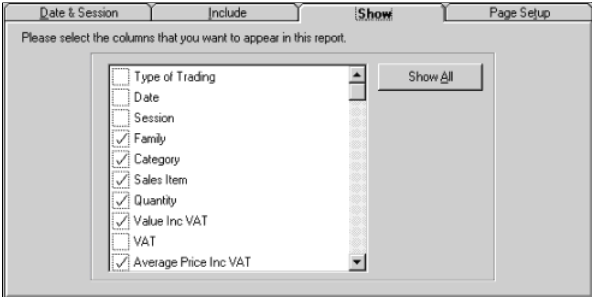 Date & Session Include Show Page Setup
Please select the columns that you want to appear in this report.
Type of Trading Show All
Date
Session
Family
Category
Sales Item
Quantity
Value Inc VAT
VAT
Average Price Inc VAT